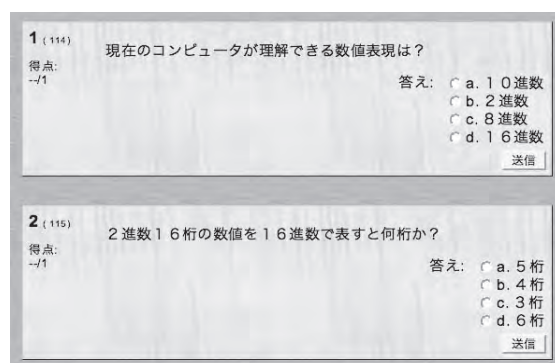 1 (114)
現在のコンピュータが理解できる数値表現は？
得点:
--/1
答え: a. １０進数
b. ２進数
c. ８進数
d. １６進数
送信
2 (115)
２進数１６桁の数値を１６進数で表すと何桁か？
得点:
--/1
答え: a. ５桁
b. ４桁
c. ３桁
d. ６桁
送信